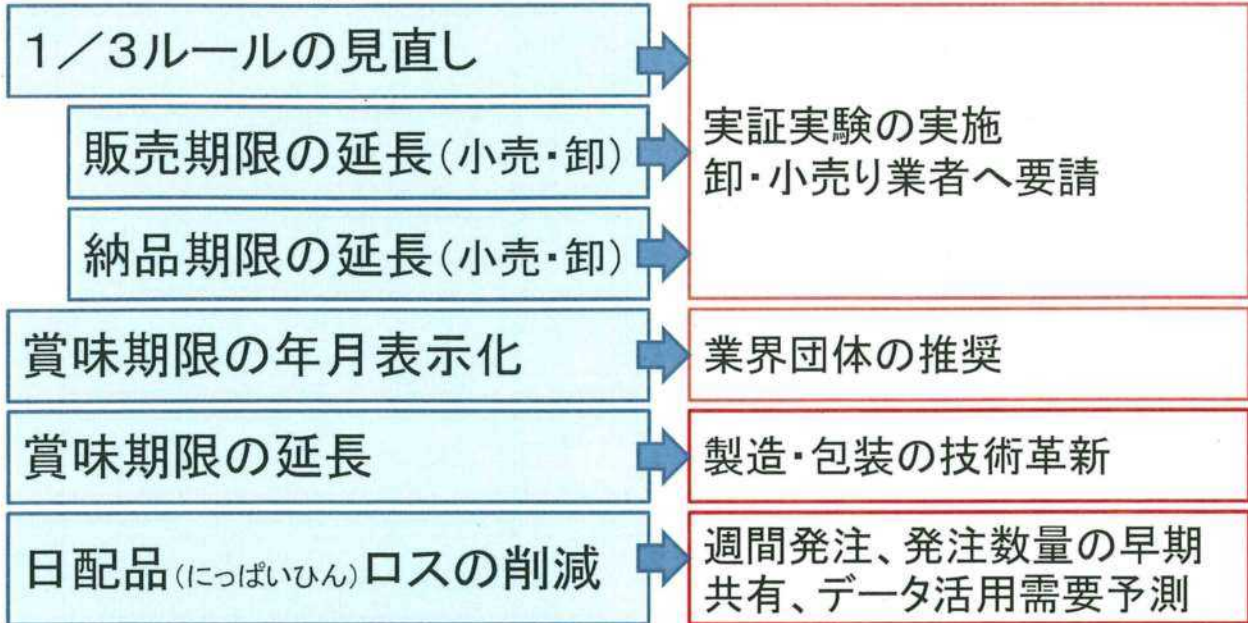 1／3ルールの見直し
販売期限の延長(小売・卸)
納品期限の延長(小売・卸)
実証実験の実施
卸・小売り業者へ要請
賞味期限の年月表示化
業界団体の推奨
賞味期限の延長
製造・包装の技術革新
日配品(にっぱいひん)ロスの削減
週間発注、発注数量の早期
共有、データ活用需要予測